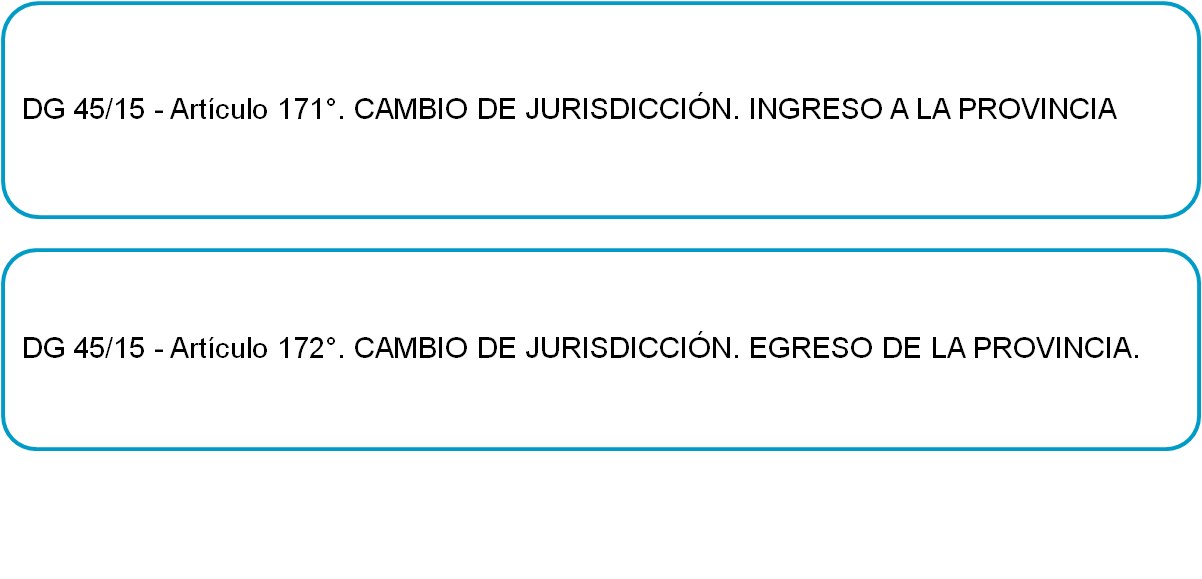 DG 45/15 - Artículo 171°. CAMBIO DE JURISDICCIÓN. INGRESO A LA PROVINCIA
DG 45/15 - Artículo 172°. CAMBIO DE JURISDICCIÓN. EGRESO DE LA PROVINCIA.